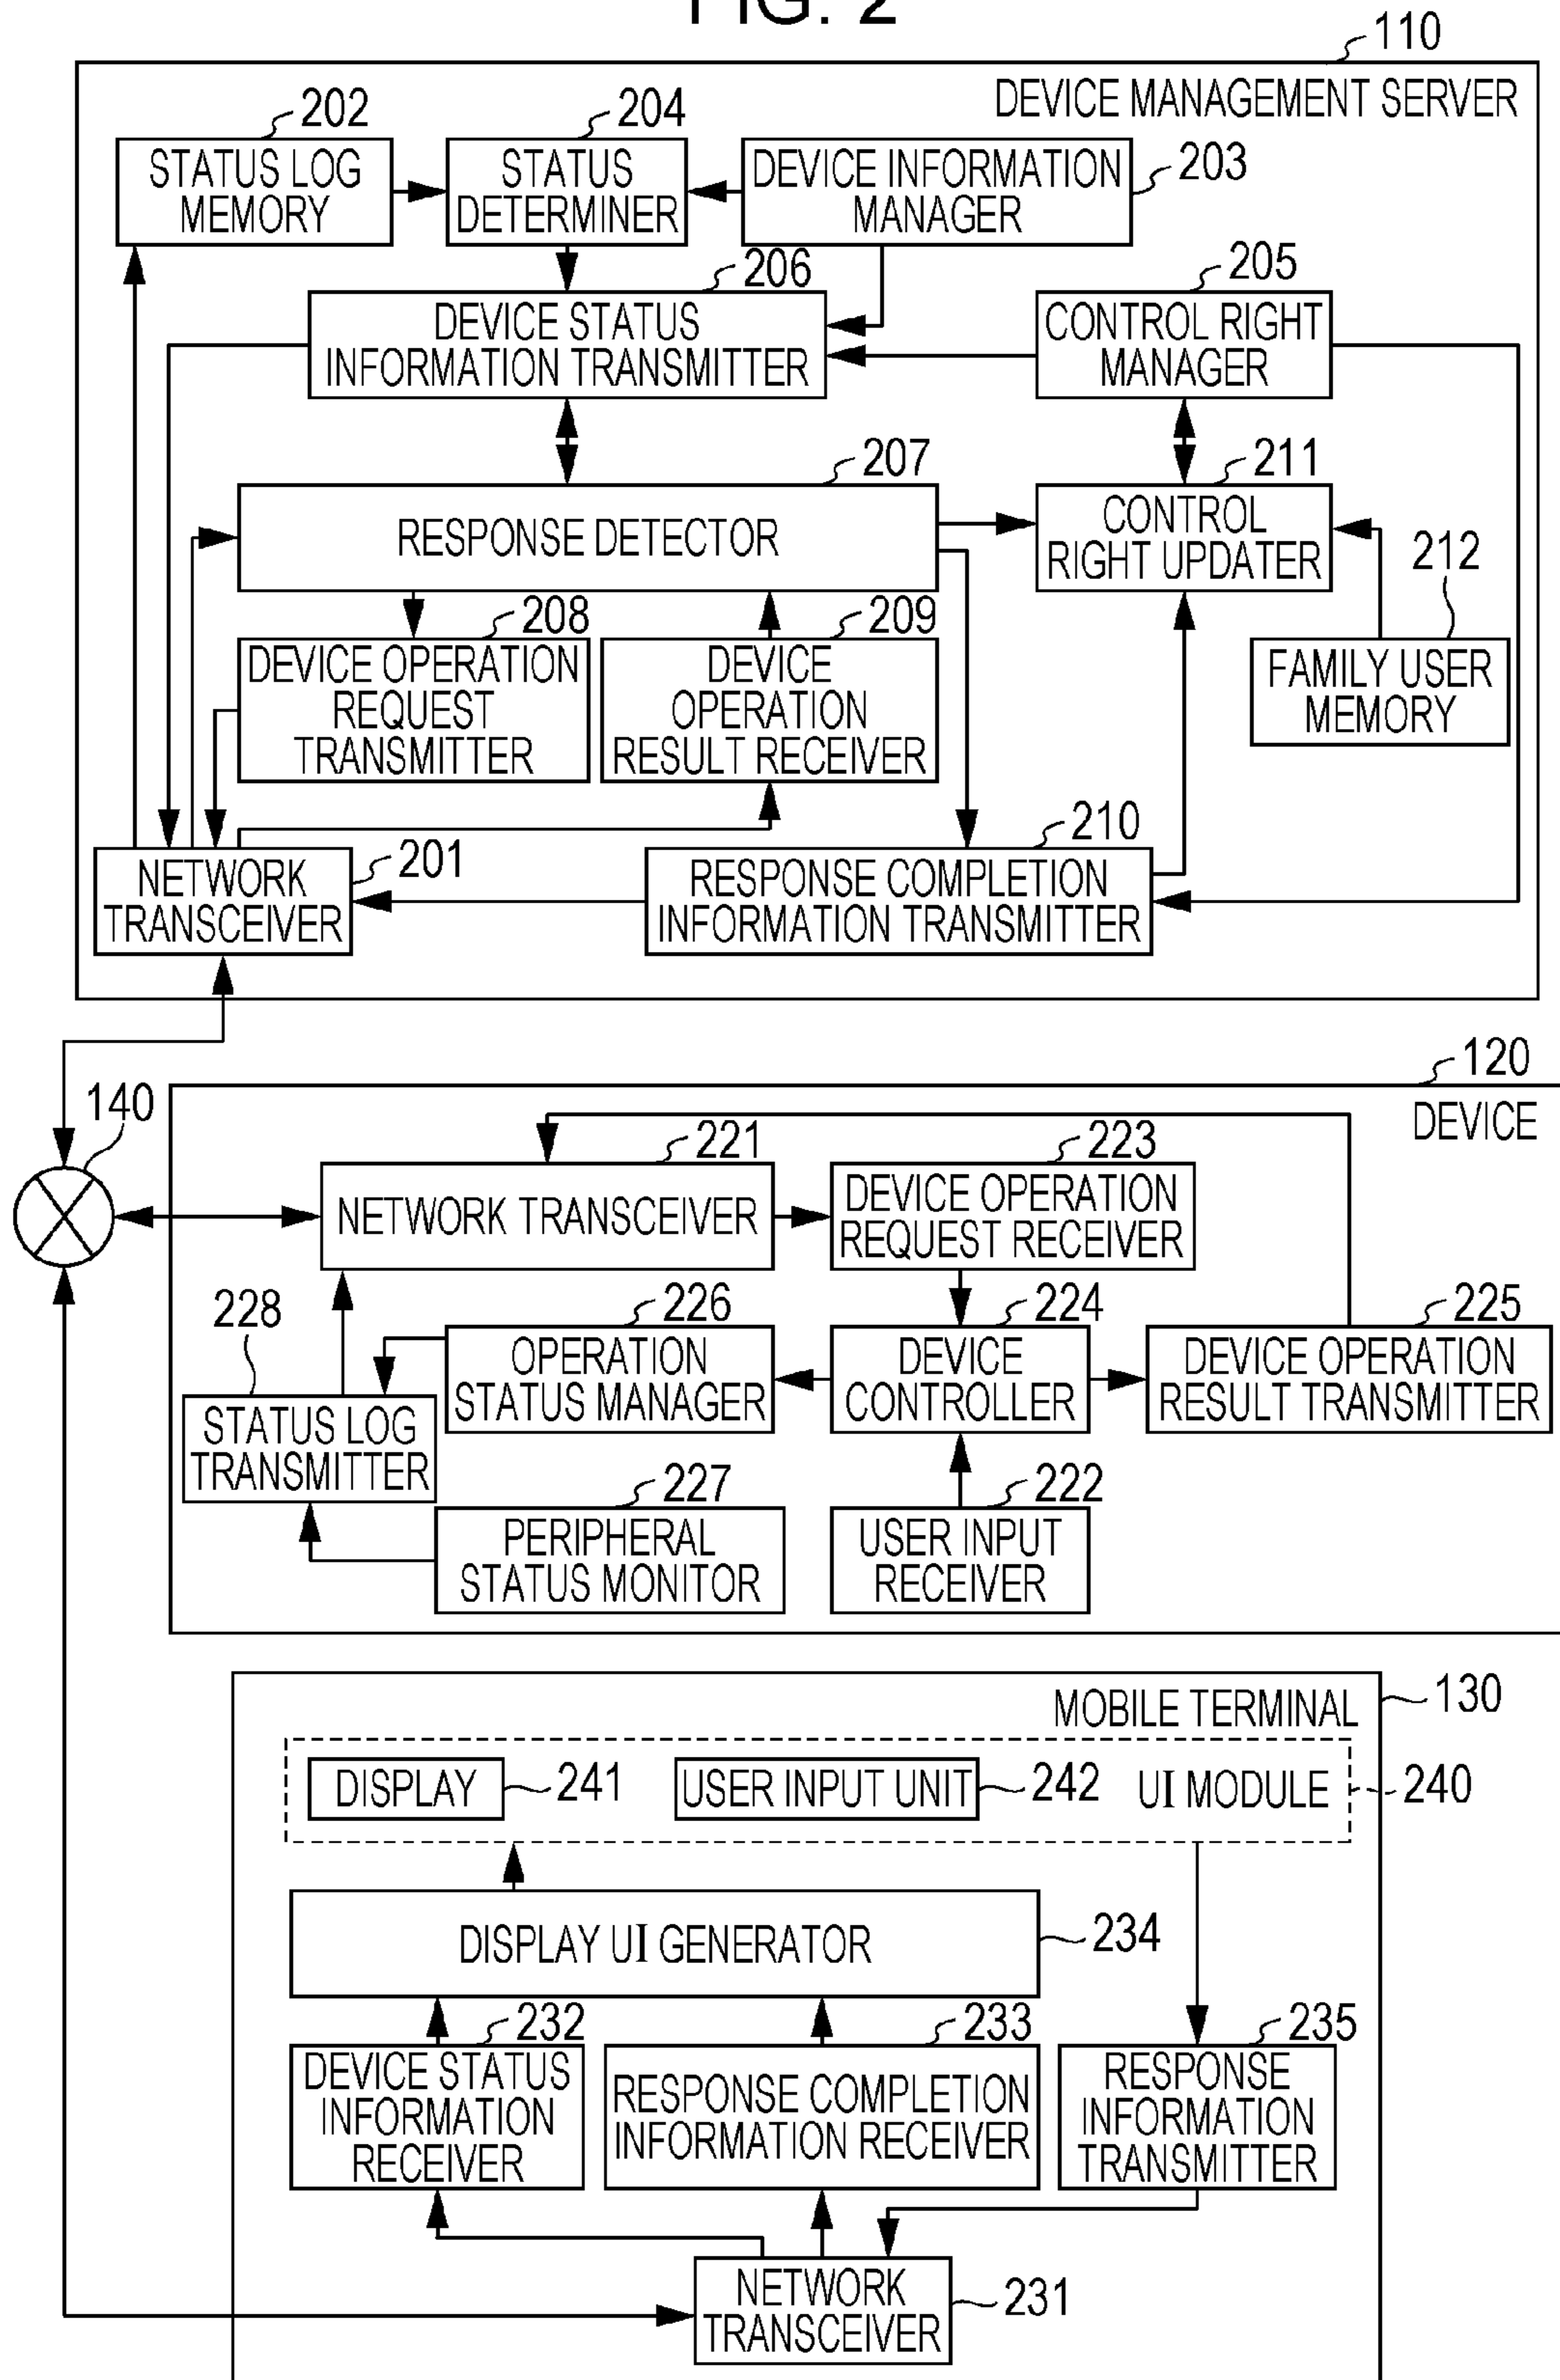 FIG. 2
110
DEVICE MANAGEMENT SERVER
202
204
203
STATUS LOG
MEMORY
STATUS
DETERMINER
DEVICE INFORMATION
MANAGER
206
205
DEVICE STATUS
INFORMATION TRANSMITTER
CONTROL RIGHT
MANAGER
207
211
RESPONSE DETECTOR
CONTROL
RIGHT UPDATER
212
208
209
DEVICE OPERATION
REQUEST
TRANSMITTER
DEVICE
OPERATION
RESULT RECEIVER
FAMILY USER
MEMORY
201
210
NETWORK
TRANSCEIVER
RESPONSE COMPLETION
INFORMATION TRANSMITTER
120
DEVICE
140
221
223
NETWORK TRANSCEIVER
DEVICE OPERATION
REQUEST RECEIVER
228
226
224
225
OPERATION
STATUS MANAGER
DEVICE
CONTROLLER
DEVICE OPERATION
RESULT TRANSMITTER
STATUS LOG
TRANSMITTER
227
222
PERIPHERAL
STATUS MONITOR
USER INPUT
RECEIVER
130
MOBILE TERMINAL
DISPLAY
241
USER INPUT UNIT
242
UI MODULE
240
DISPLAY UI GENERATOR
234
232
233
235
DEVICE STATUS
INFORMATION
RECEIVER
RESPONSE COMPLETION
INFORMATION RECEIVER
RESPONSE
INFORMATION
TRANSMITTER
NETWORK
TRANSCEIVER
231